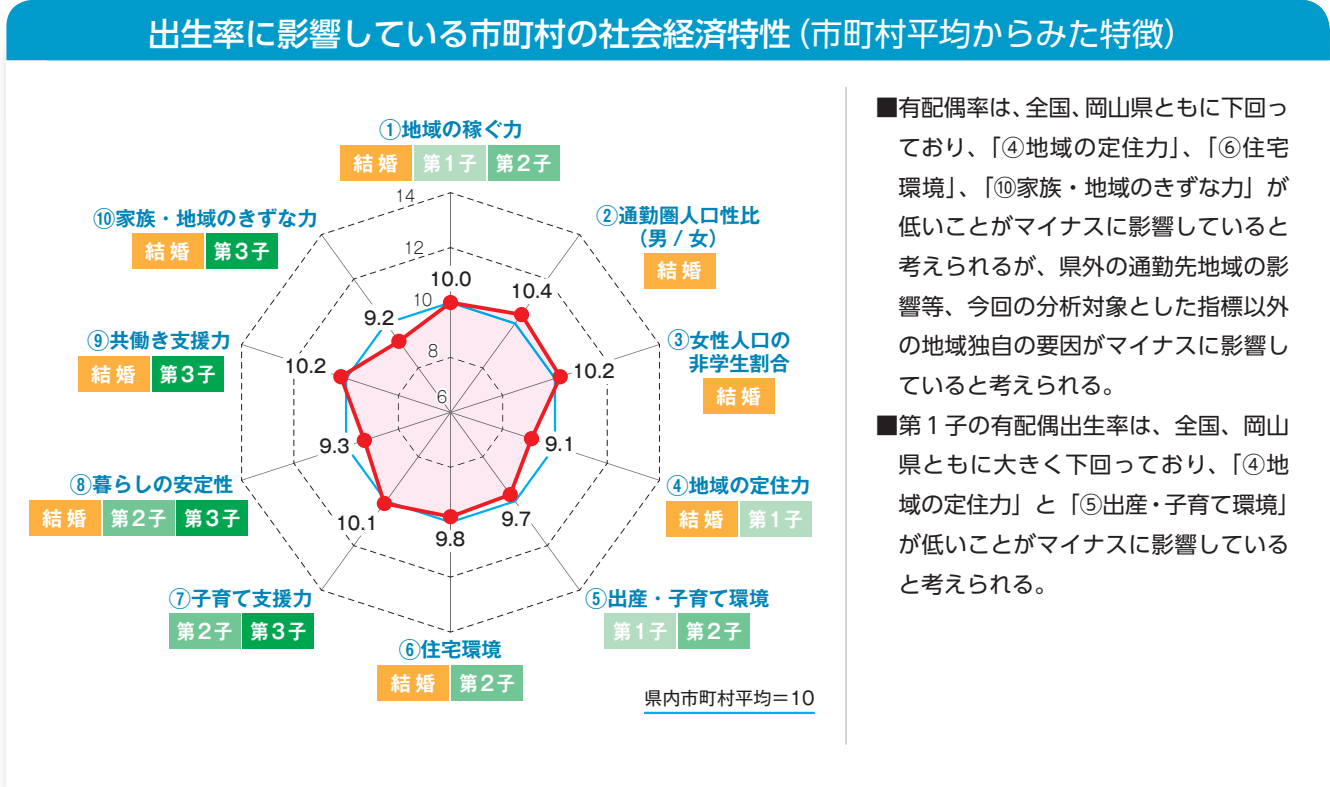 出生率に影響している市町村の社会経済特性（市町村平均からみた特徴）
①地域の稼ぐ力
結婚 第1子 第2子
14
⑩家族・地域のきずな力
結婚 第3子
②通勤圏人口性比
（男 / 女）
結婚
12
10.0
10
10.4
9.2
⑨共働き支援力
結婚 第3子
③女性人口の
非学生割合
結婚
8
10.2
10.2
6
9.3
9.1
⑧暮らしの安定性
結婚 第2子 第3子
④地域の定住力
結婚 第1子
10.1
9.8
9.7
⑦子育て支援力
第2子 第3子
⑤出産・子育て環境
第1子 第2子
⑥住宅環境
結婚 第2子
県内市町村平均＝10
■有配偶率は、全国、岡山県ともに下回っ
ており、「④地域の定住力」、「⑥住宅
環境」、「⑩家族・地域のきずな力」が
低いことがマイナスに影響していると
考えられるが、県外の通勤先地域の影
響等、今回の分析対象とした指標以外
の地域独自の要因がマイナスに影響し
ていると考えられる。
■第1子の有配偶出生率は、全国、岡山
県ともに大きく下回っており、「④地
域の定住力」と「⑤出産・子育て環境」
が低いことがマイナスに影響している
と考えられる。